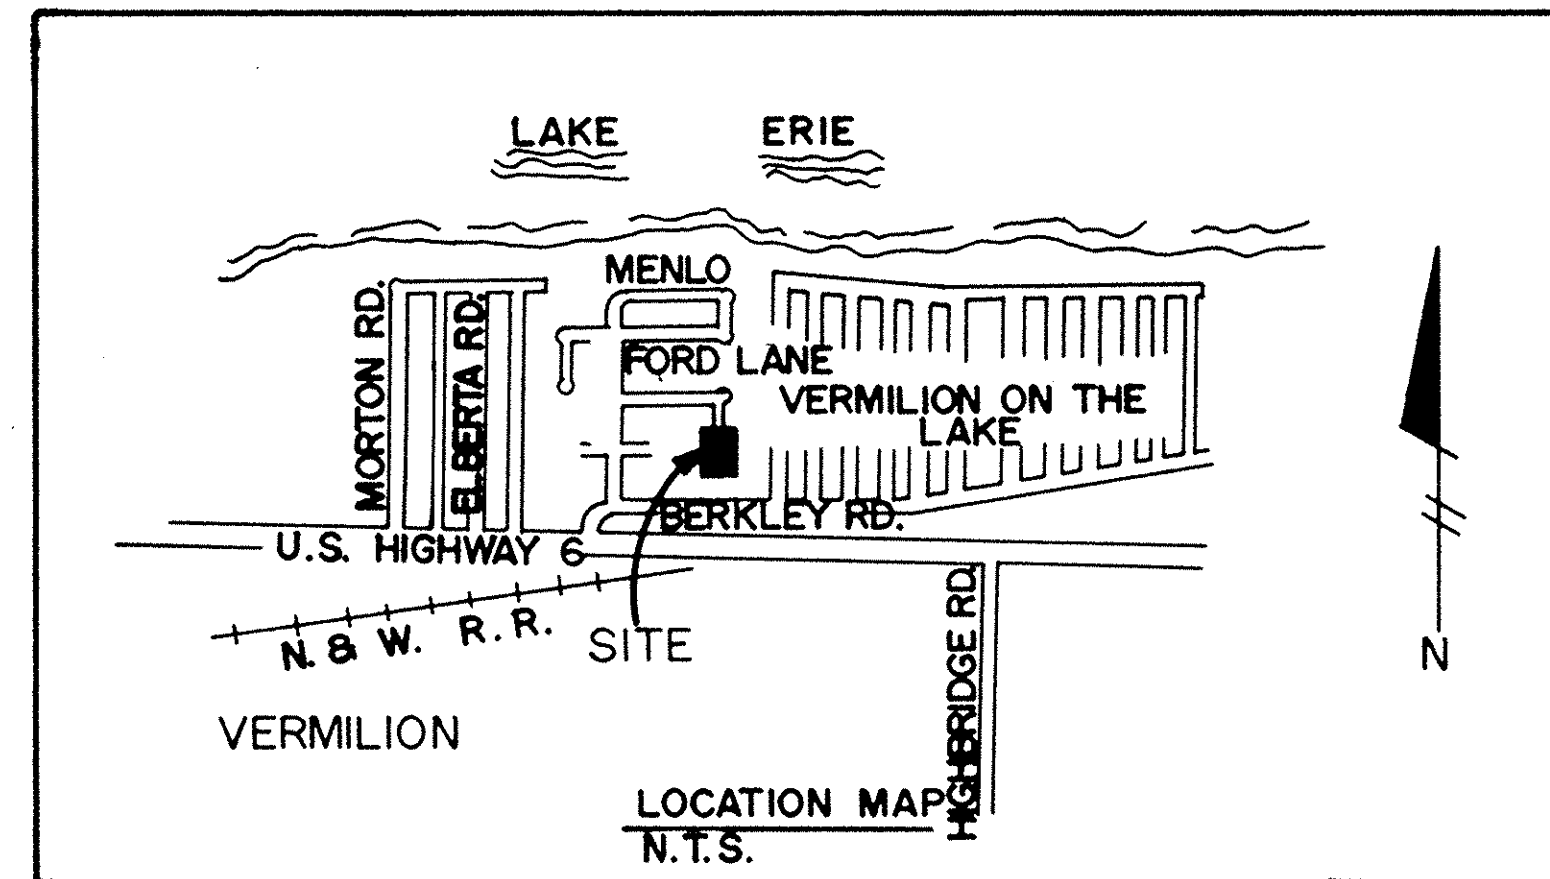 LAKE ERIE
MENLO
MORTON RD.
ELBERTA RD.
FORD LANE
VERMILION ON THE
LAKE
BERKLEY RD.
U.S. HIGHWAY 6
N. & W. R.R.
SITE
HIGHBRIDGE RD.
N
VERMILION
LOCATION MAP
N.T.S.